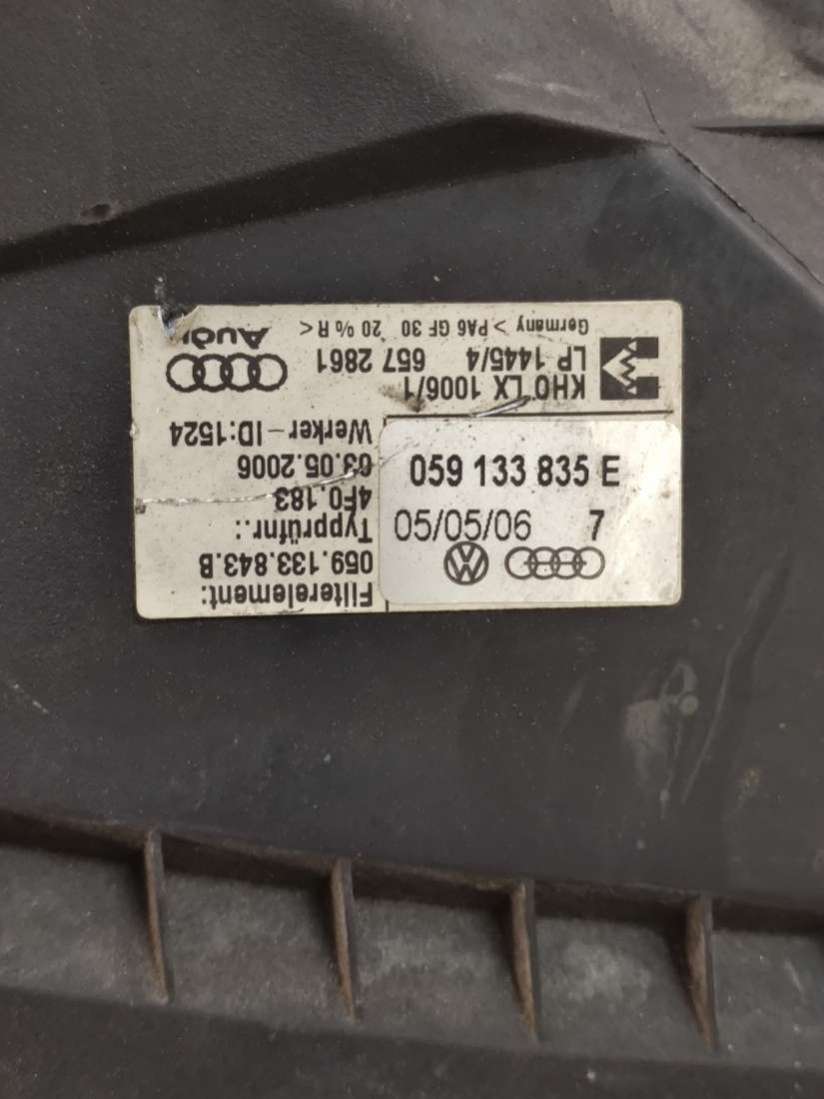 059 133 835 E
05/05/06 7
Filterelement:
059.133.843.B
Typprüfnr.:
4F0.183
03.05.2006
Werker-ID:1524
KHO LX 1006/1
LP 1445/4 657 2861
Germany > PA6 GF 30 20 % R <
Audi